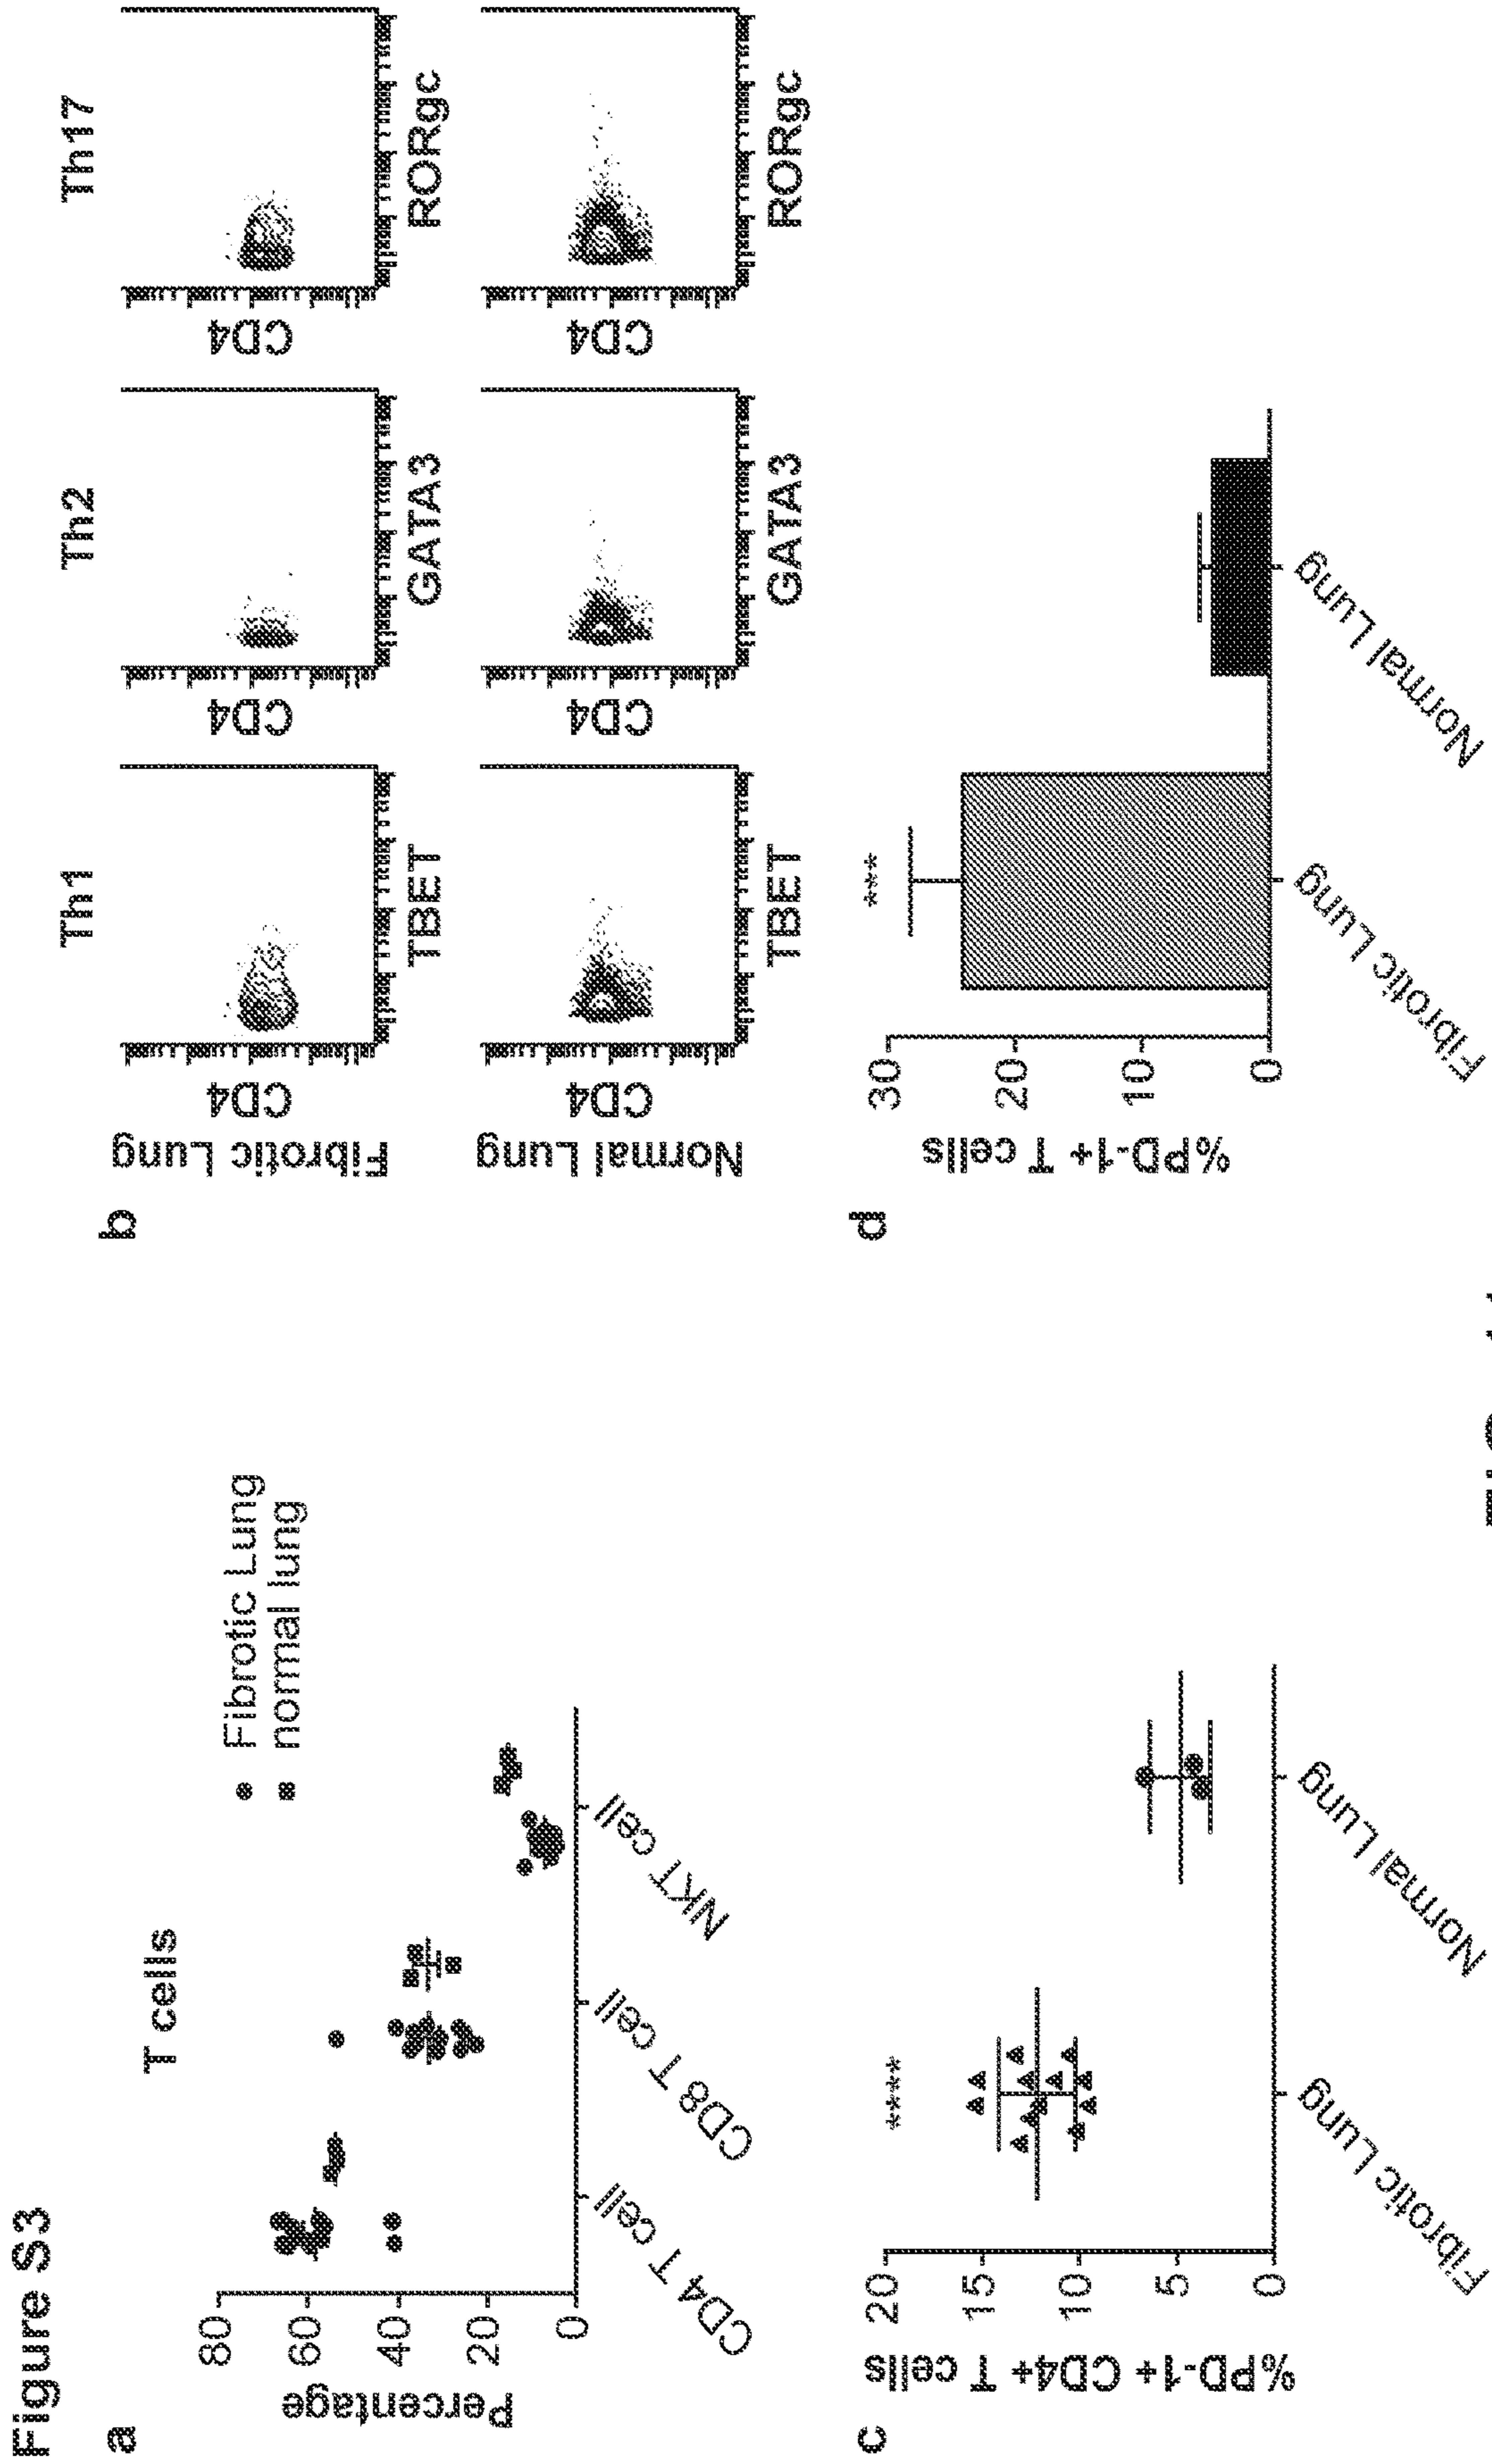 Figure S3
a
T cells
Fibrotic Lung
normal lung
Percentage
80
60
40
20
0
CD4 T cell
CD8 T cell
NKT cell
b
Th1
Th2
Th17
Fibrotic Lung
CD4
CD4
CD4
TBET
GATA3
RORgc
Normal Lung
CD4
CD4
CD4
TBET
GATA3
RORgc
c
%PD-1+ CD4+ T cells
20
15
10
5
0
****
Fibrotic Lung
Normal Lung
d
%PD-1+ T cells
30
20
10
0
***
Fibrotic Lung
Normal Lung